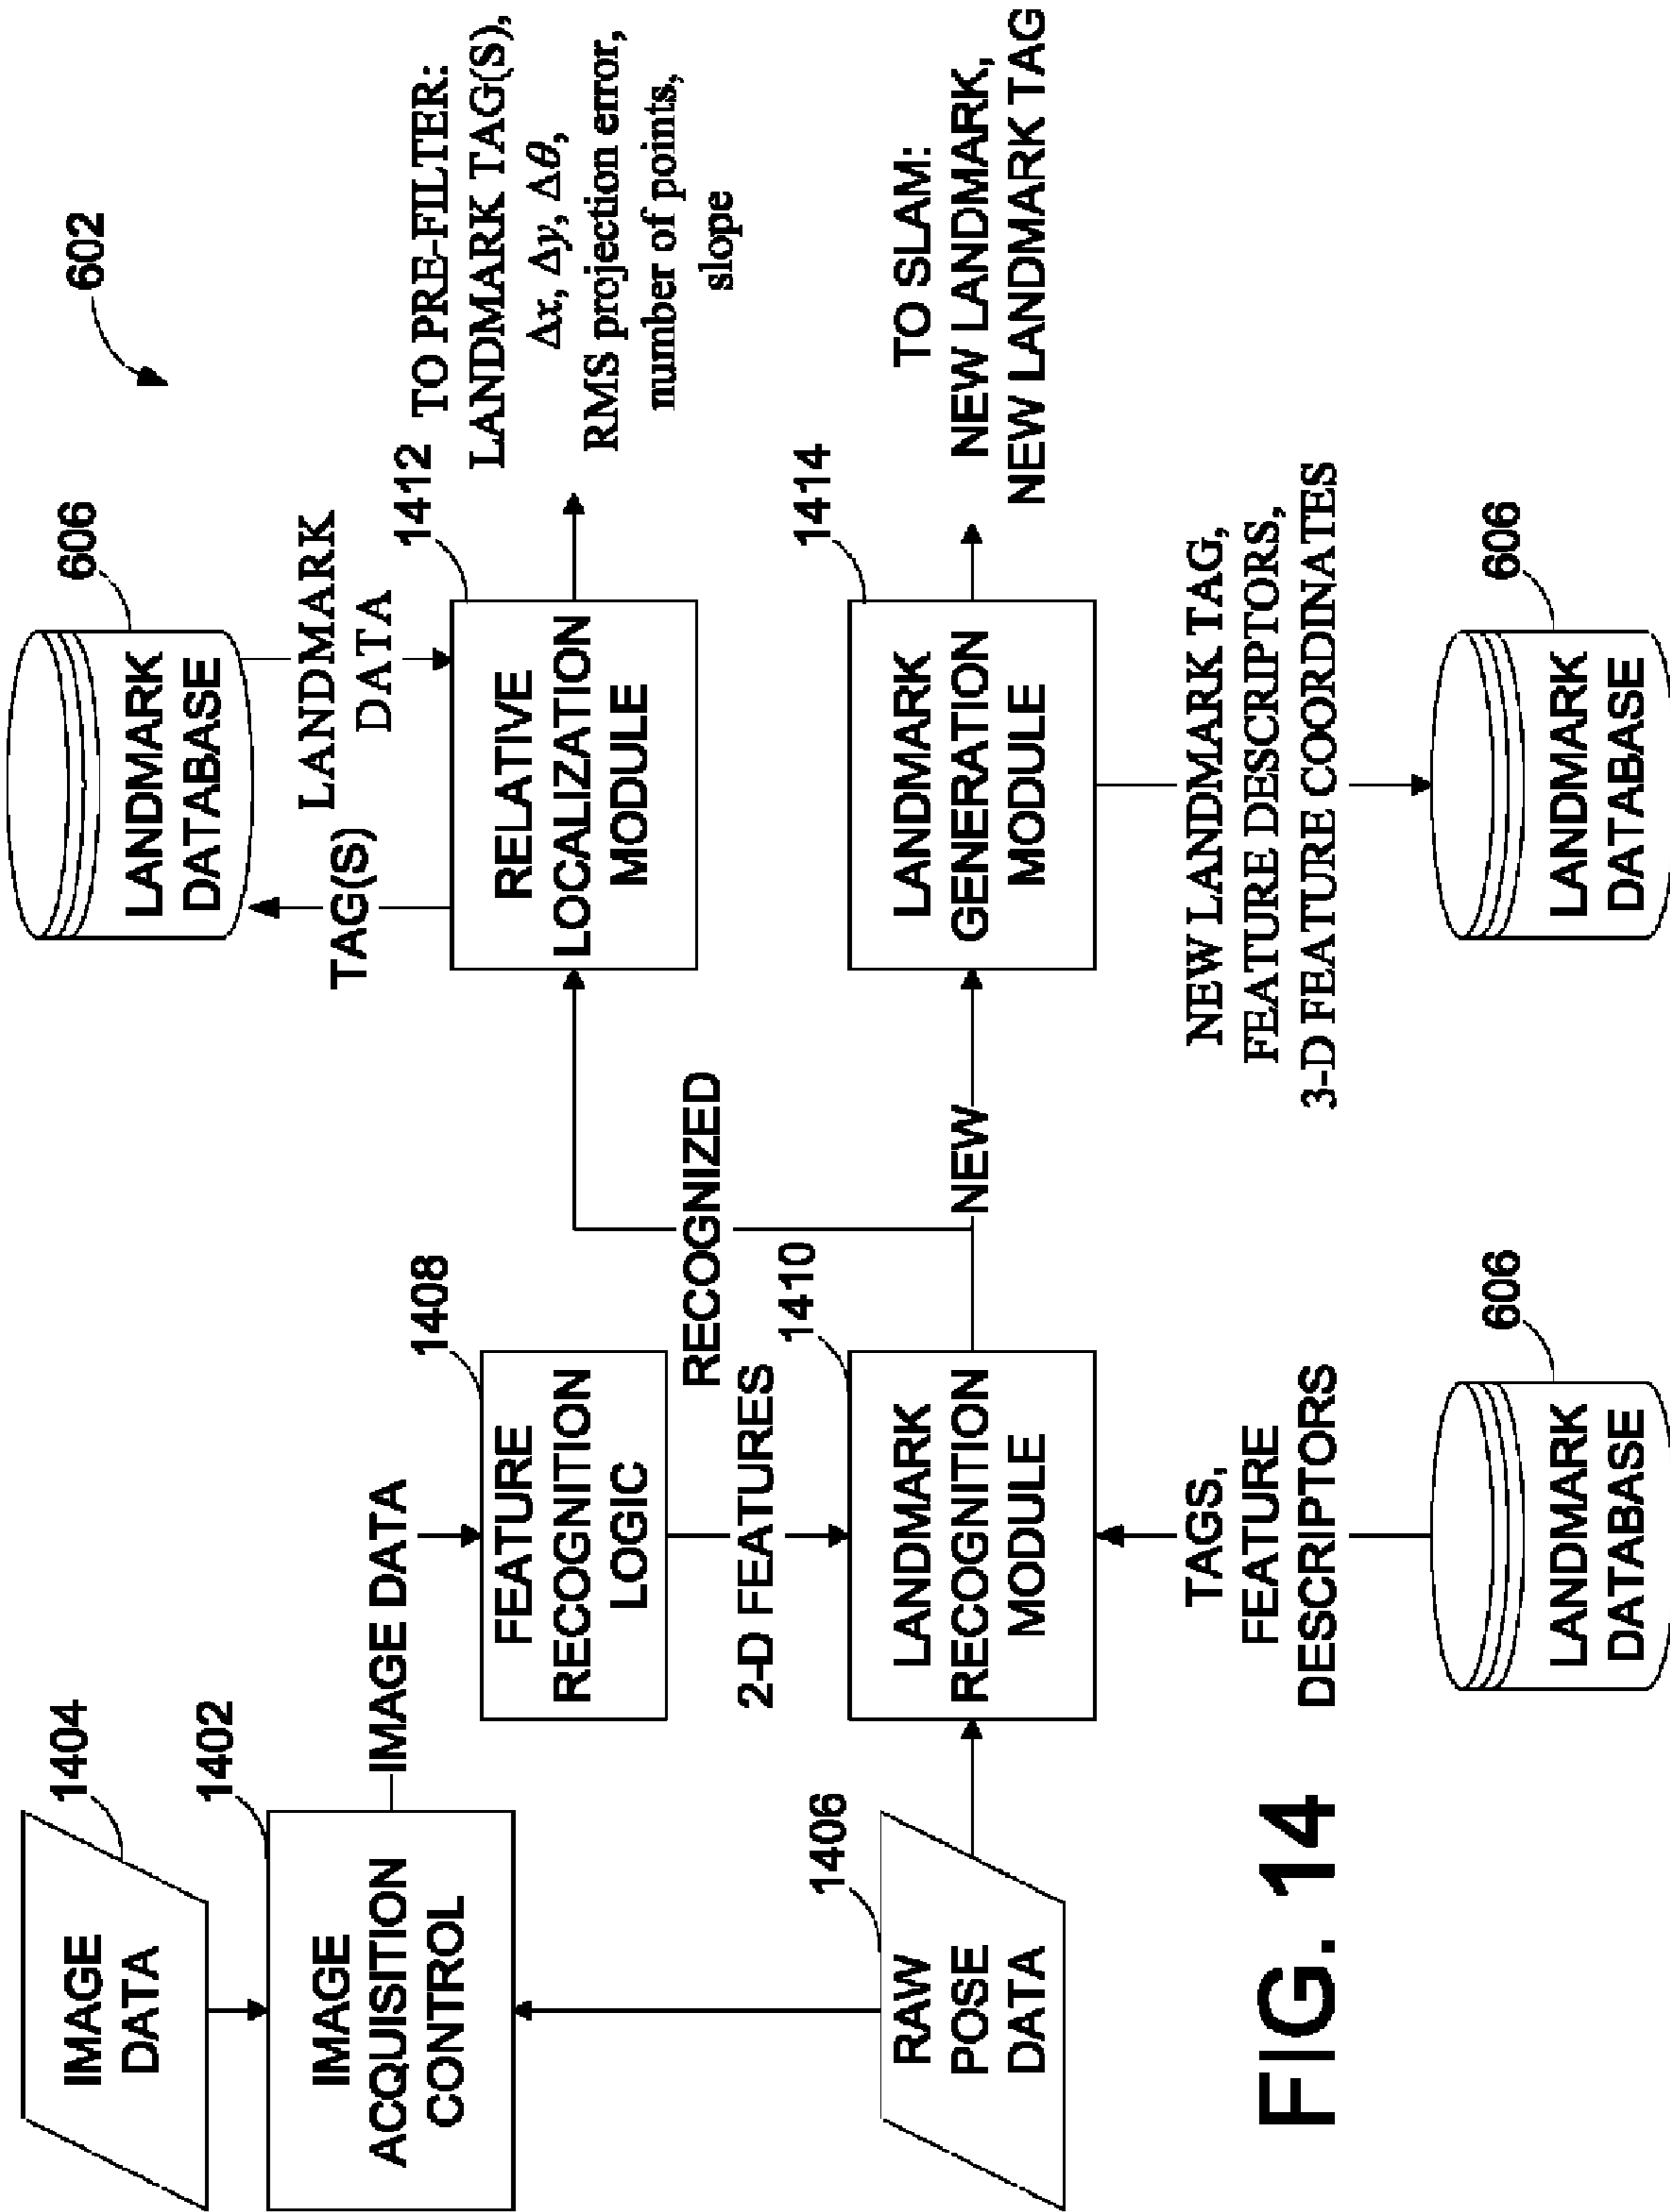 602
IMAGE
DATA
1404
IMAGE
ACQUISITION
CONTROL
1402
IMAGE DATA
RAW
POSE
DATA
1406
FEATURE
RECOGNITION
LOGIC
1408
2-D FEATURES
LANDMARK
RECOGNITION
MODULE
1410
TAGS,
FEATURE
DESCRIPTORS
LANDMARK
DATABASE
606
RECOGNIZED
NEW
LANDMARK
DATABASE
606
TAG(S)
LANDMARK
DATA
RELATIVE
LOCALIZATION
MODULE
1412
TO PRE-FILTER:
LANDMARK TAG(S),
Δx, Δy, Δθ,
RMS projection error,
number of points,
slope
LANDMARK
GENERATION
MODULE
1414
TO SLAM:
NEW LANDMARK,
NEW LANDMARK TAG
NEW LANDMARK TAG,
FEATURE DESCRIPTORS,
3-D FEATURE COORDINATES
LANDMARK
DATABASE
606
FIG. 14